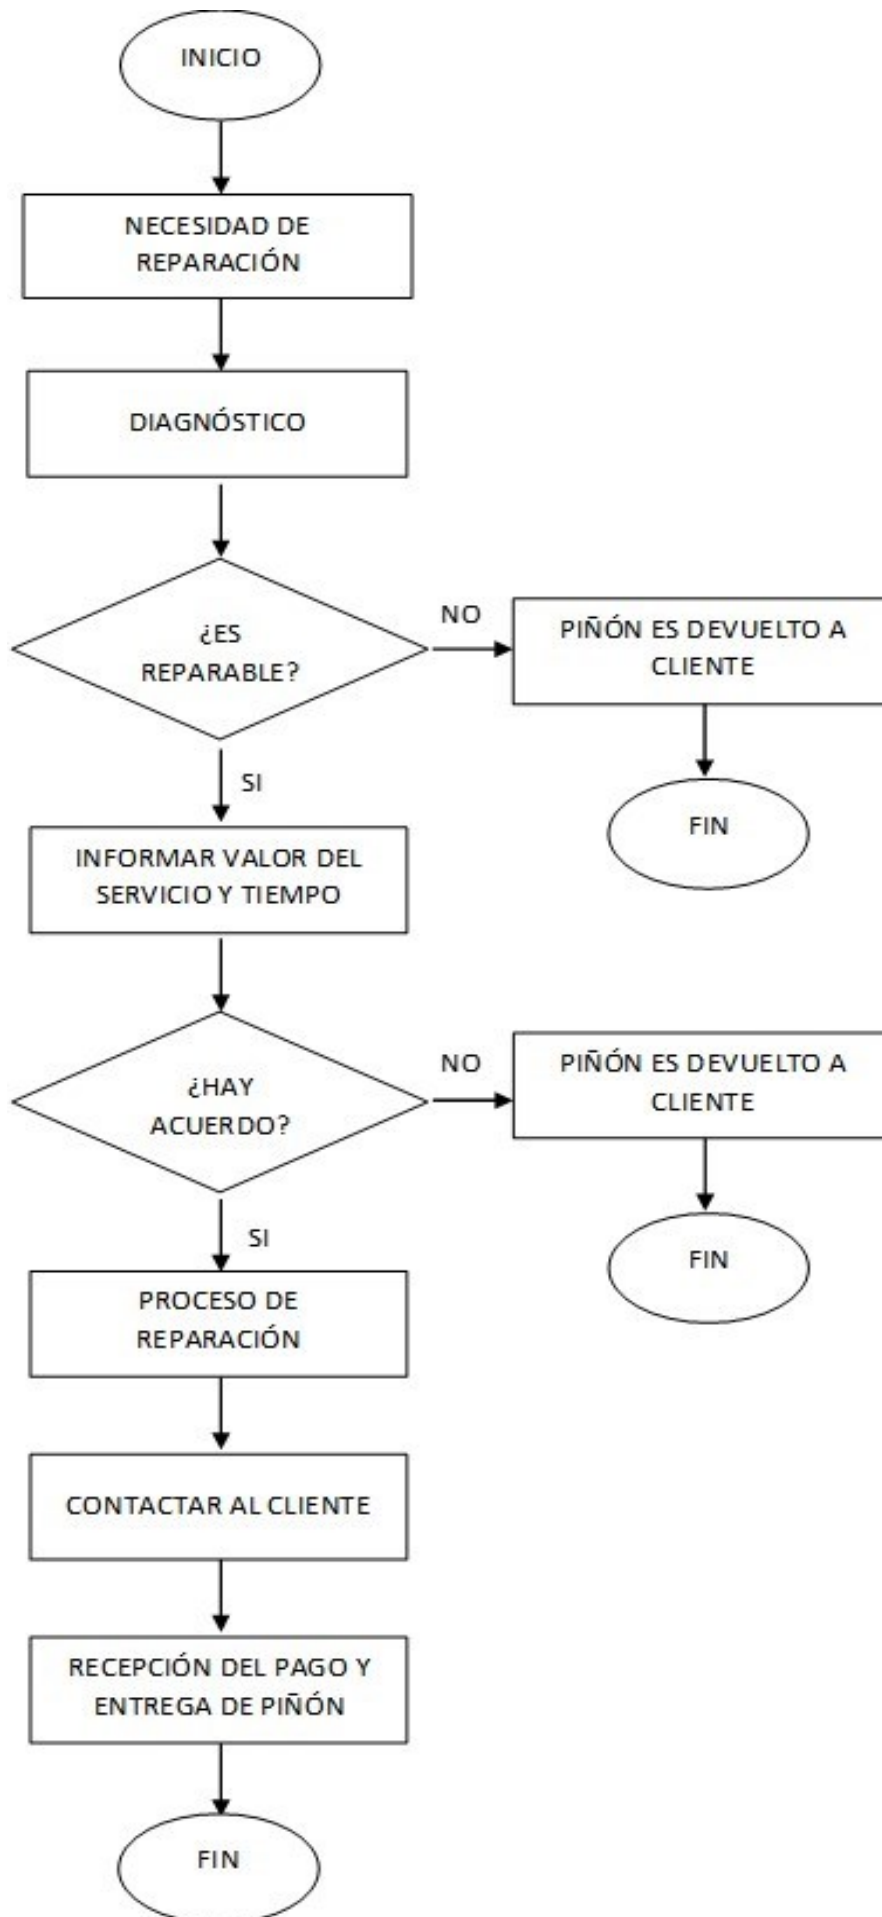 INICIO
NECESIDAD DE
REPARACIÓN
DIAGNÓSTICO
¿ES
REPARABLE?
NO
PIÑÓN ES DEVUELTO A
CLIENTE
FIN
SI
INFORMAR VALOR DEL
SERVICIO Y TIEMPO
¿HAY
ACUERDO?
NO
PIÑÓN ES DEVUELTO A
CLIENTE
FIN
SI
PROCESO DE
REPARACIÓN
CONTACTAR AL CLIENTE
RECEPCIÓN DEL PAGO Y
ENTREGA DE PIÑÓN
FIN